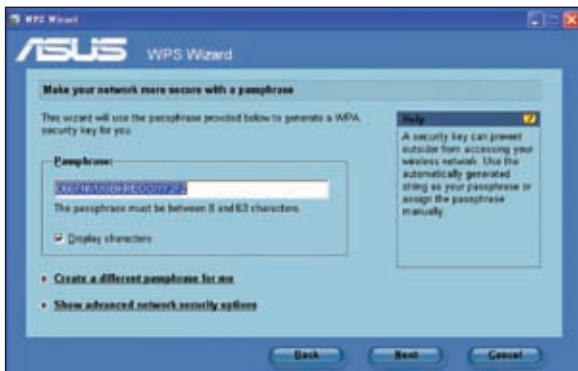 WPS Wizard
ASUS WPS Wizard
Make your network more secure with a passphrase
This wizard will use the passphrase provided below to generate a WPA
security key for you.
Passphrase:
The passphrase must be between 8 and 63 characters.
Display characters
Create a different passphrase for me
Show advanced network security options
Help
A security key can prevent
outsider from accessing your
wireless network. Use the
automatically generated
string as your passphrase or
assign the passphrase
manually.
Back Next Cancel